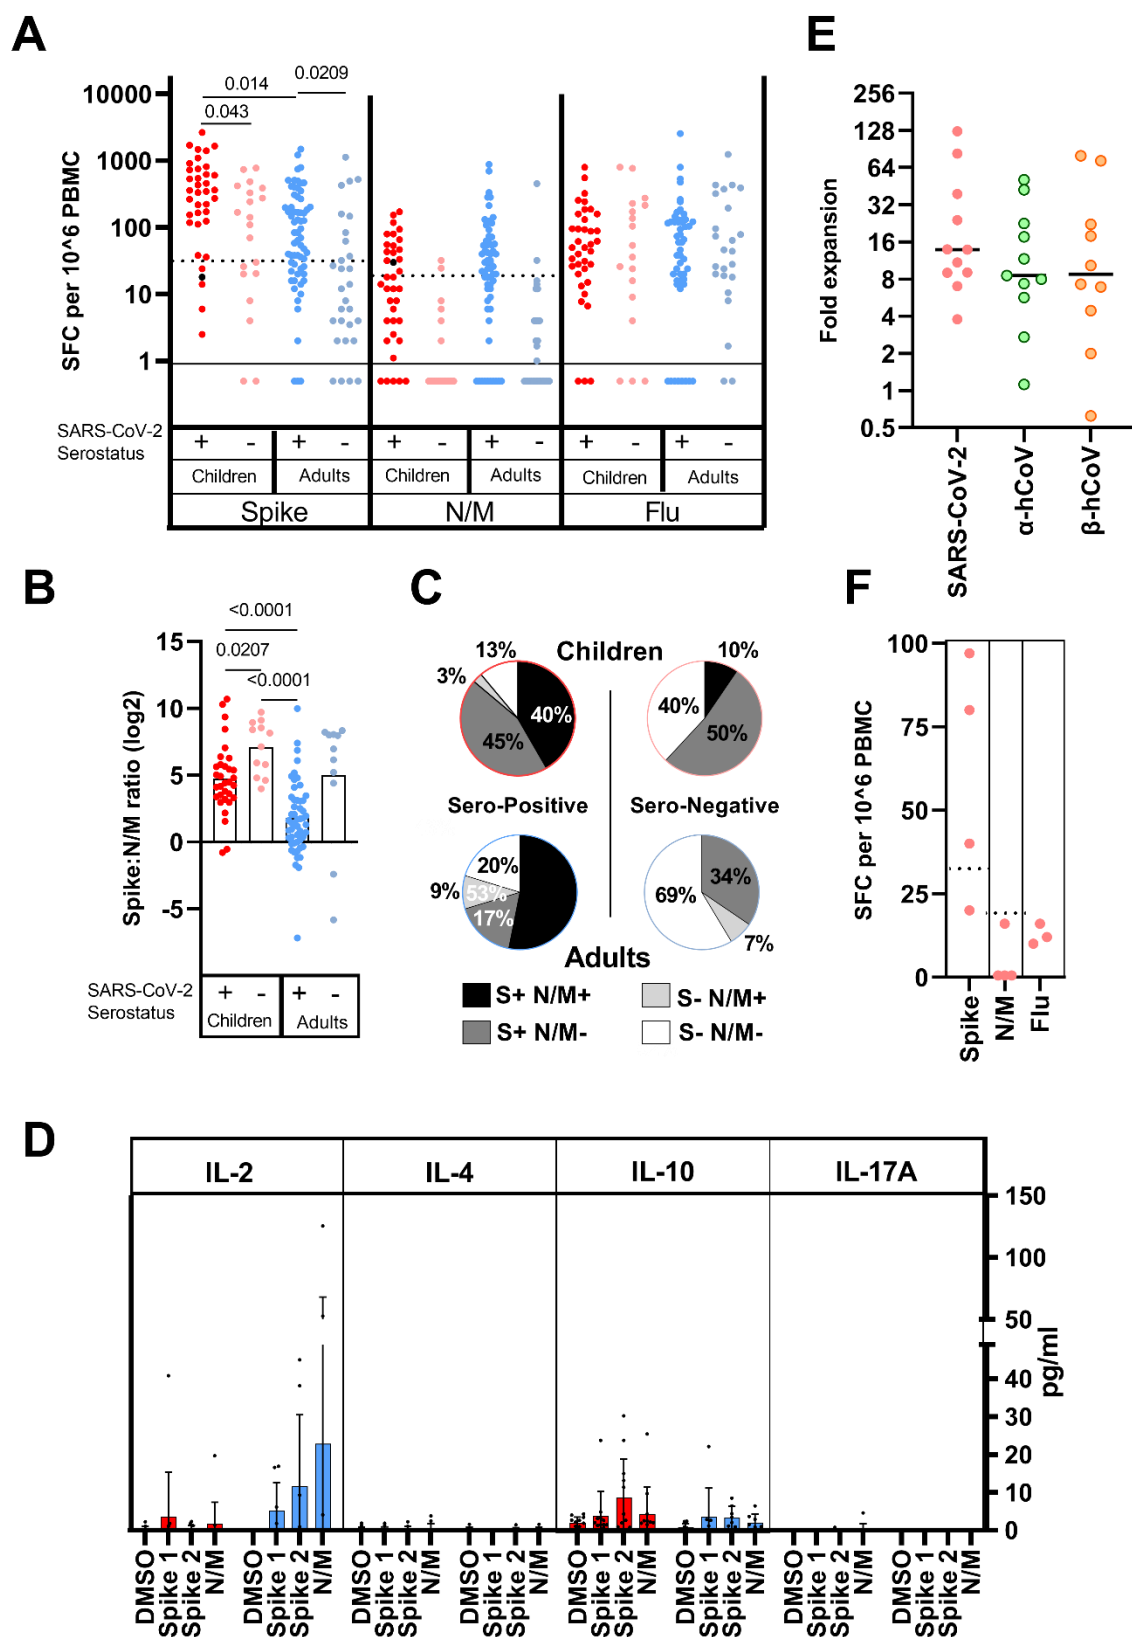 A
SFC per 10^6 PBMC
10000
1000
100
10
1
0.014
0.0209
0.043
SARS-CoV-2
Serostatus
+ - + - + - + - + - + -
Children Adults Children Adults Children Adults
Spike N/M Flu
E
Fold expansion
256
128
64
32
16
8
4
2
1
0.5
SARS-CoV-2
α-hCoV
β-hCoV
B
Spike:N/M ratio (log2)
<0.0001
0.0207
<0.0001
15
10
5
0
-5
SARS-CoV-2
Serostatus
+ - + -
Children Adults
C
Children
13%
3%
40%
45%
10%
40%
50%
Sero-Positive Sero-Negative
20%
9%
53%
17%
34%
69%
7%
Adults
S+ N/M+ S- N/M+
S+ N/M- S- N/M-
F
SFC per 10^6 PBMC
100
75
50
25
0
Spike
N/M
Flu
D
IL-2 IL-4 IL-10 IL-17A
150
100
50
40
30
20
10
0
pg/ml
DMSO Spike 1 Spike 2 N/M DMSO Spike 1 Spike 2 N/M DMSO Spike 1 Spike 2 N/M DMSO Spike 1 Spike 2 N/M DMSO Spike 1 Spike 2 N/M DMSO Spike 1 Spike 2 N/M DMSO Spike 1 Spike 2 N/M DMSO Spike 1 Spike 2 N/M